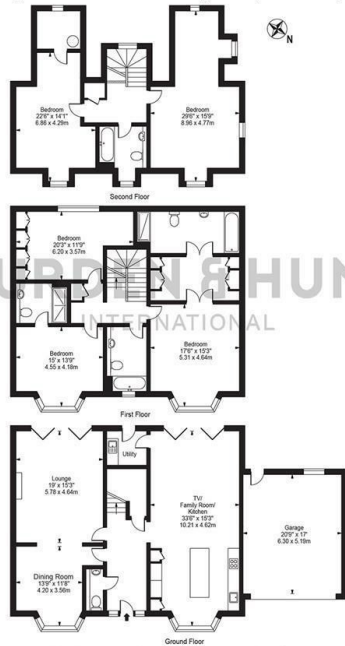 N
Bedroom
22'6" x 14'1"
6.86 x 4.29m
Bedroom
29'6" x 15'9"
8.96 x 4.77m
Second Floor
Bedroom
20'3" x 11'9"
6.20 x 3.57m
INTERNATIONAL
Bedroom
15' x 13'9"
4.55 x 4.18m
Bedroom
17'6" x 15'3"
5.31 x 4.64m
First Floor
Utility
Lounge
19' x 15'3"
5.78 x 4.64m
TV/
Family Room/
Kitchen
33'6" x 15'3"
10.21 x 4.62m
Garage
20'9" x 17'
6.30 x 5.19m
Dining Room
13'9" x 11'8"
4.20 x 3.56m
Ground Floor